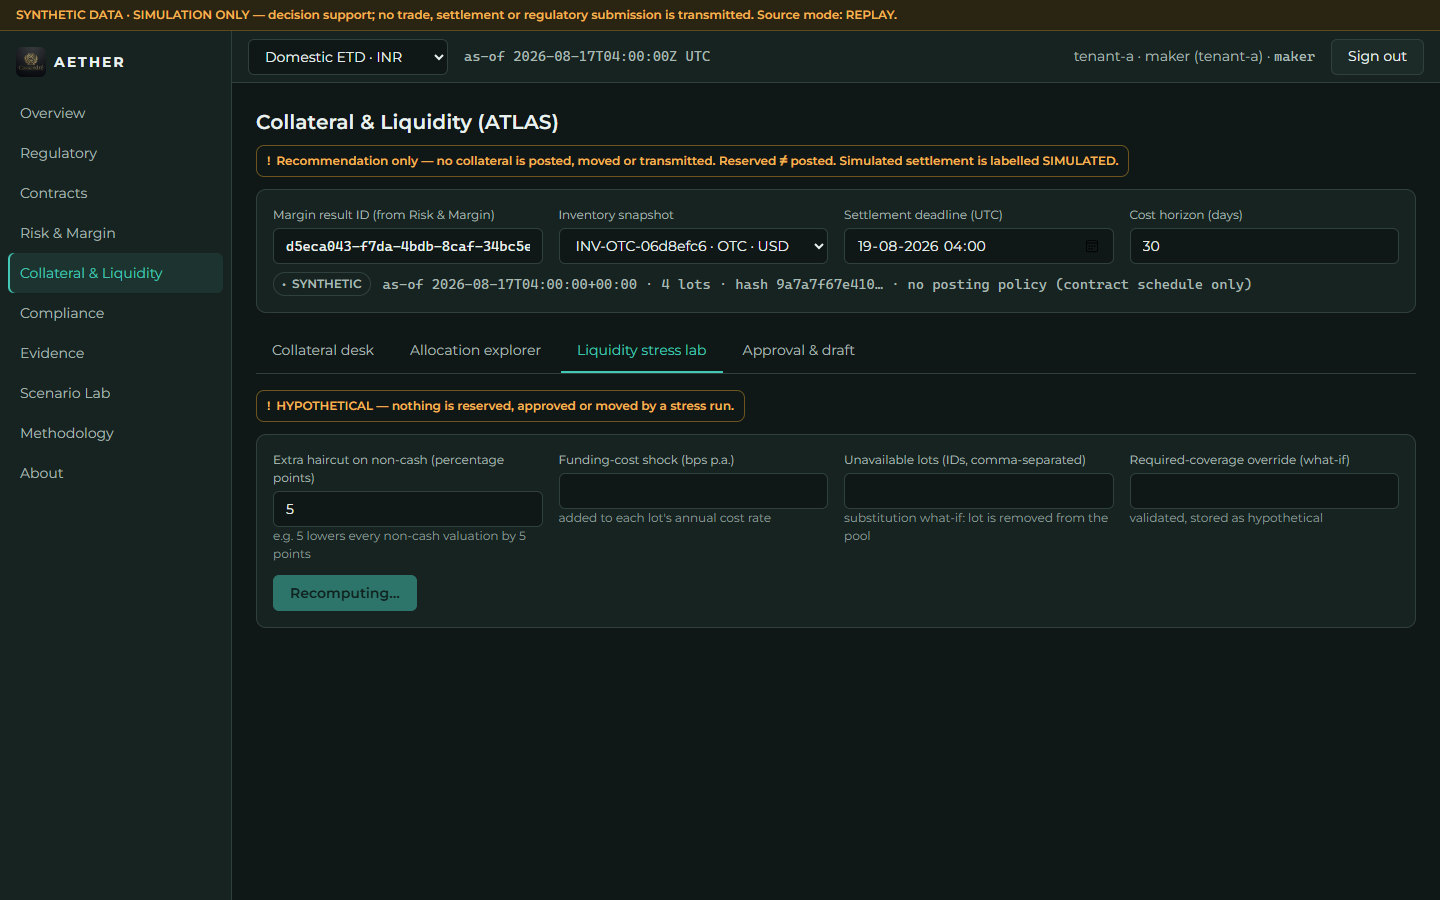 SYNTHETIC DATA · SIMULATION ONLY — decision support; no trade, settlement or regulatory submission is transmitted. Source mode: REPLAY.
AETHER
Domestic ETD · INR
as-of 2026-08-17T04:00:00Z UTC
tenant-a · maker (tenant-a) · maker
Sign out
Overview
Regulatory
Contracts
Risk & Margin
Collateral & Liquidity
Compliance
Evidence
Scenario Lab
Methodology
About
Collateral & Liquidity (ATLAS)
! Recommendation only — no collateral is posted, moved or transmitted. Reserved ≠ posted. Simulated settlement is labelled SIMULATED.
Margin result ID (from Risk & Margin)
d5eca043-f7da-4bdb-8caf-34bc5e
Inventory snapshot
INV-OTC-06d8efc6 · OTC · USD
Settlement deadline (UTC)
19-08-2026 04:00
Cost horizon (days)
30
• SYNTHETIC
as-of 2026-08-17T04:00:00+00:00 · 4 lots · hash 9a7a7f67e410… · no posting policy (contract schedule only)
Collateral desk
Allocation explorer
Liquidity stress lab
Approval & draft
! HYPOTHETICAL — nothing is reserved, approved or moved by a stress run.
Extra haircut on non-cash (percentage
points)
5
e.g. 5 lowers every non-cash valuation by 5
points
Funding-cost shock (bps p.a.)
added to each lot's annual cost rate
Unavailable lots (IDs, comma-separated)
substitution what-if: lot is removed from the
pool
Required-coverage override (what-if)
validated, stored as hypothetical
Recomputing…